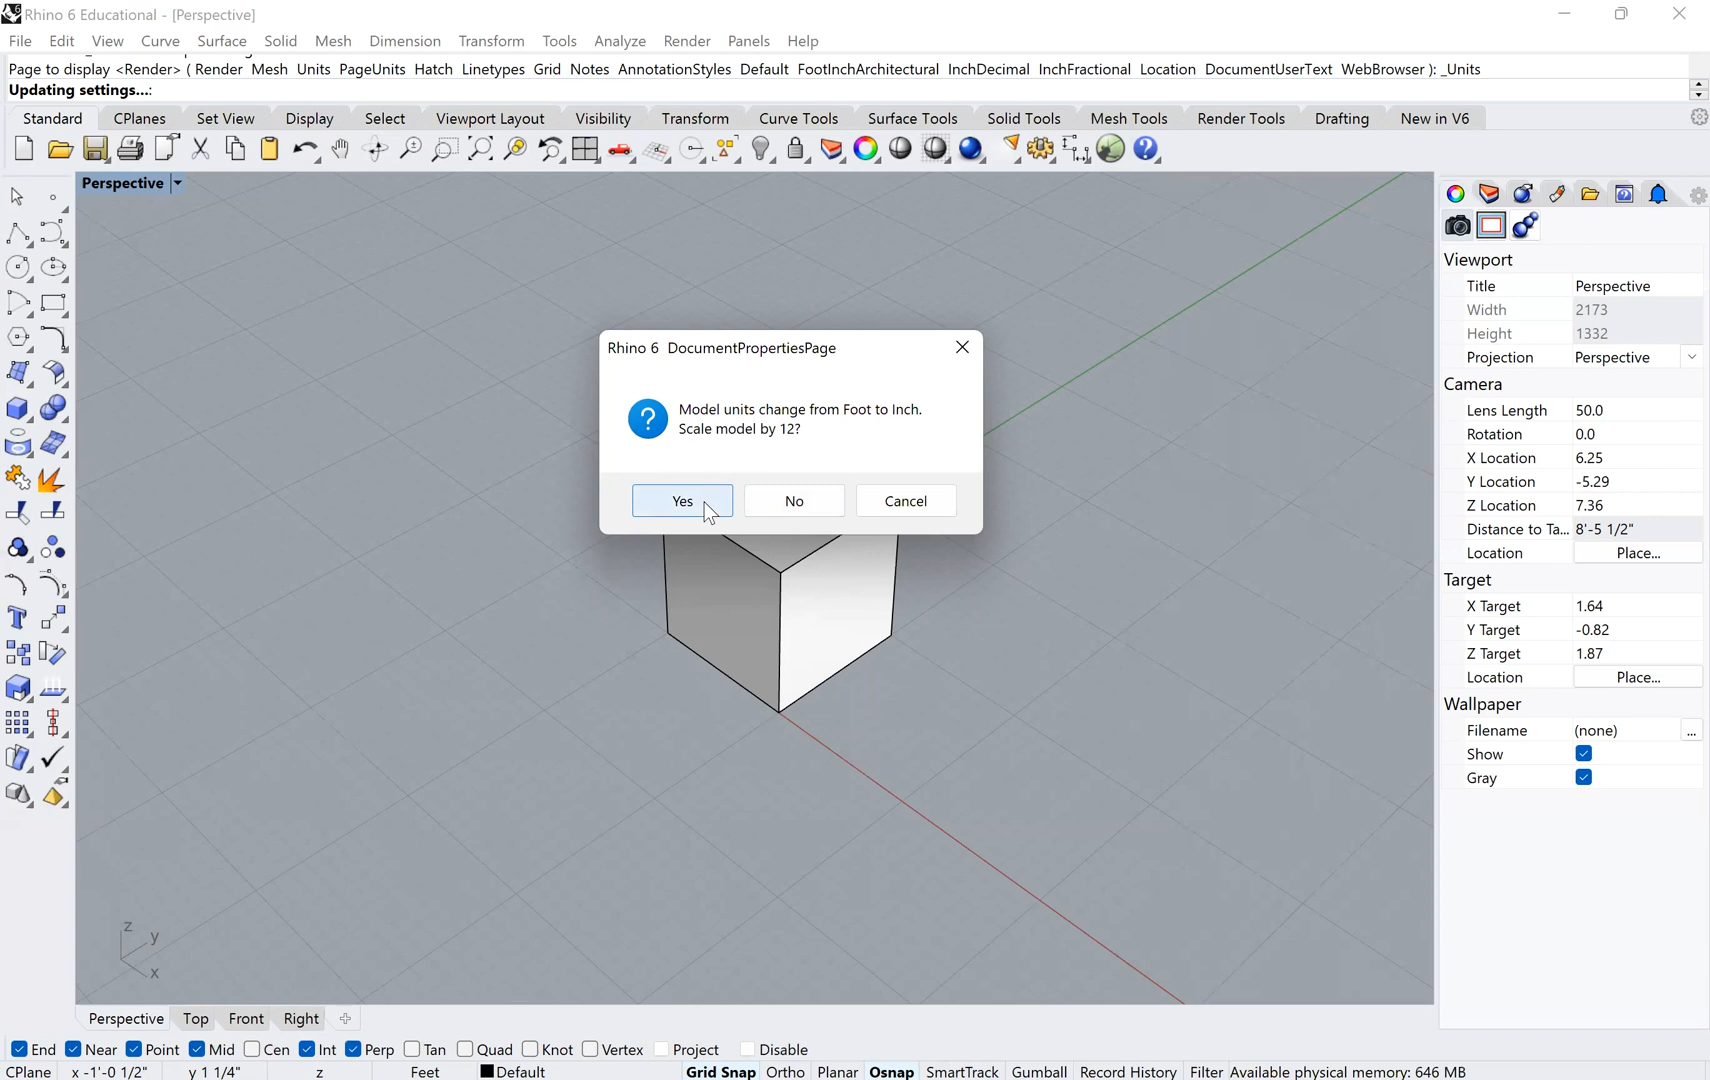 Rhino 6 Educational - [Perspective]
File Edit View Curve Surface Solid Mesh Dimension Transform Tools Analyze Render Panels Help
Page to display <Render> ( Render Mesh Units PageUnits Hatch Linetypes Grid Notes AnnotationStyles Default FootInchArchitectural InchDecimal InchFractional Location DocumentUserText WebBrowser ): _Units
Updating settings...:
Standard CPlanes Set View Display Select Viewport Layout Visibility Transform Curve Tools Surface Tools Solid Tools Mesh Tools Render Tools Drafting New in V6
Perspective
Rhino 6 DocumentPropertiesPage
Model units change from Foot to Inch.
Scale model by 12?
Yes No Cancel
z
y
x
Viewport
Title Perspective
Width 2173
Height 1332
Projection Perspective
Camera
Lens Length 50.0
Rotation 0.0
X Location 6.25
Y Location -5.29
Z Location 7.36
Distance to Ta... 8'-5 1/2"
Location Place...
Target
X Target 1.64
Y Target -0.82
Z Target 1.87
Location Place...
Wallpaper
Filename (none) ...
Show
Gray
Perspective Top Front Right
End Near Point Mid Cen Int Perp Tan Quad Knot Vertex Project Disable
CPlane x -1'-0 1/2" y 1 1/4" z Feet Default Grid Snap Ortho Planar Osnap SmartTrack Gumball Record History Filter Available physical memory: 646 MB